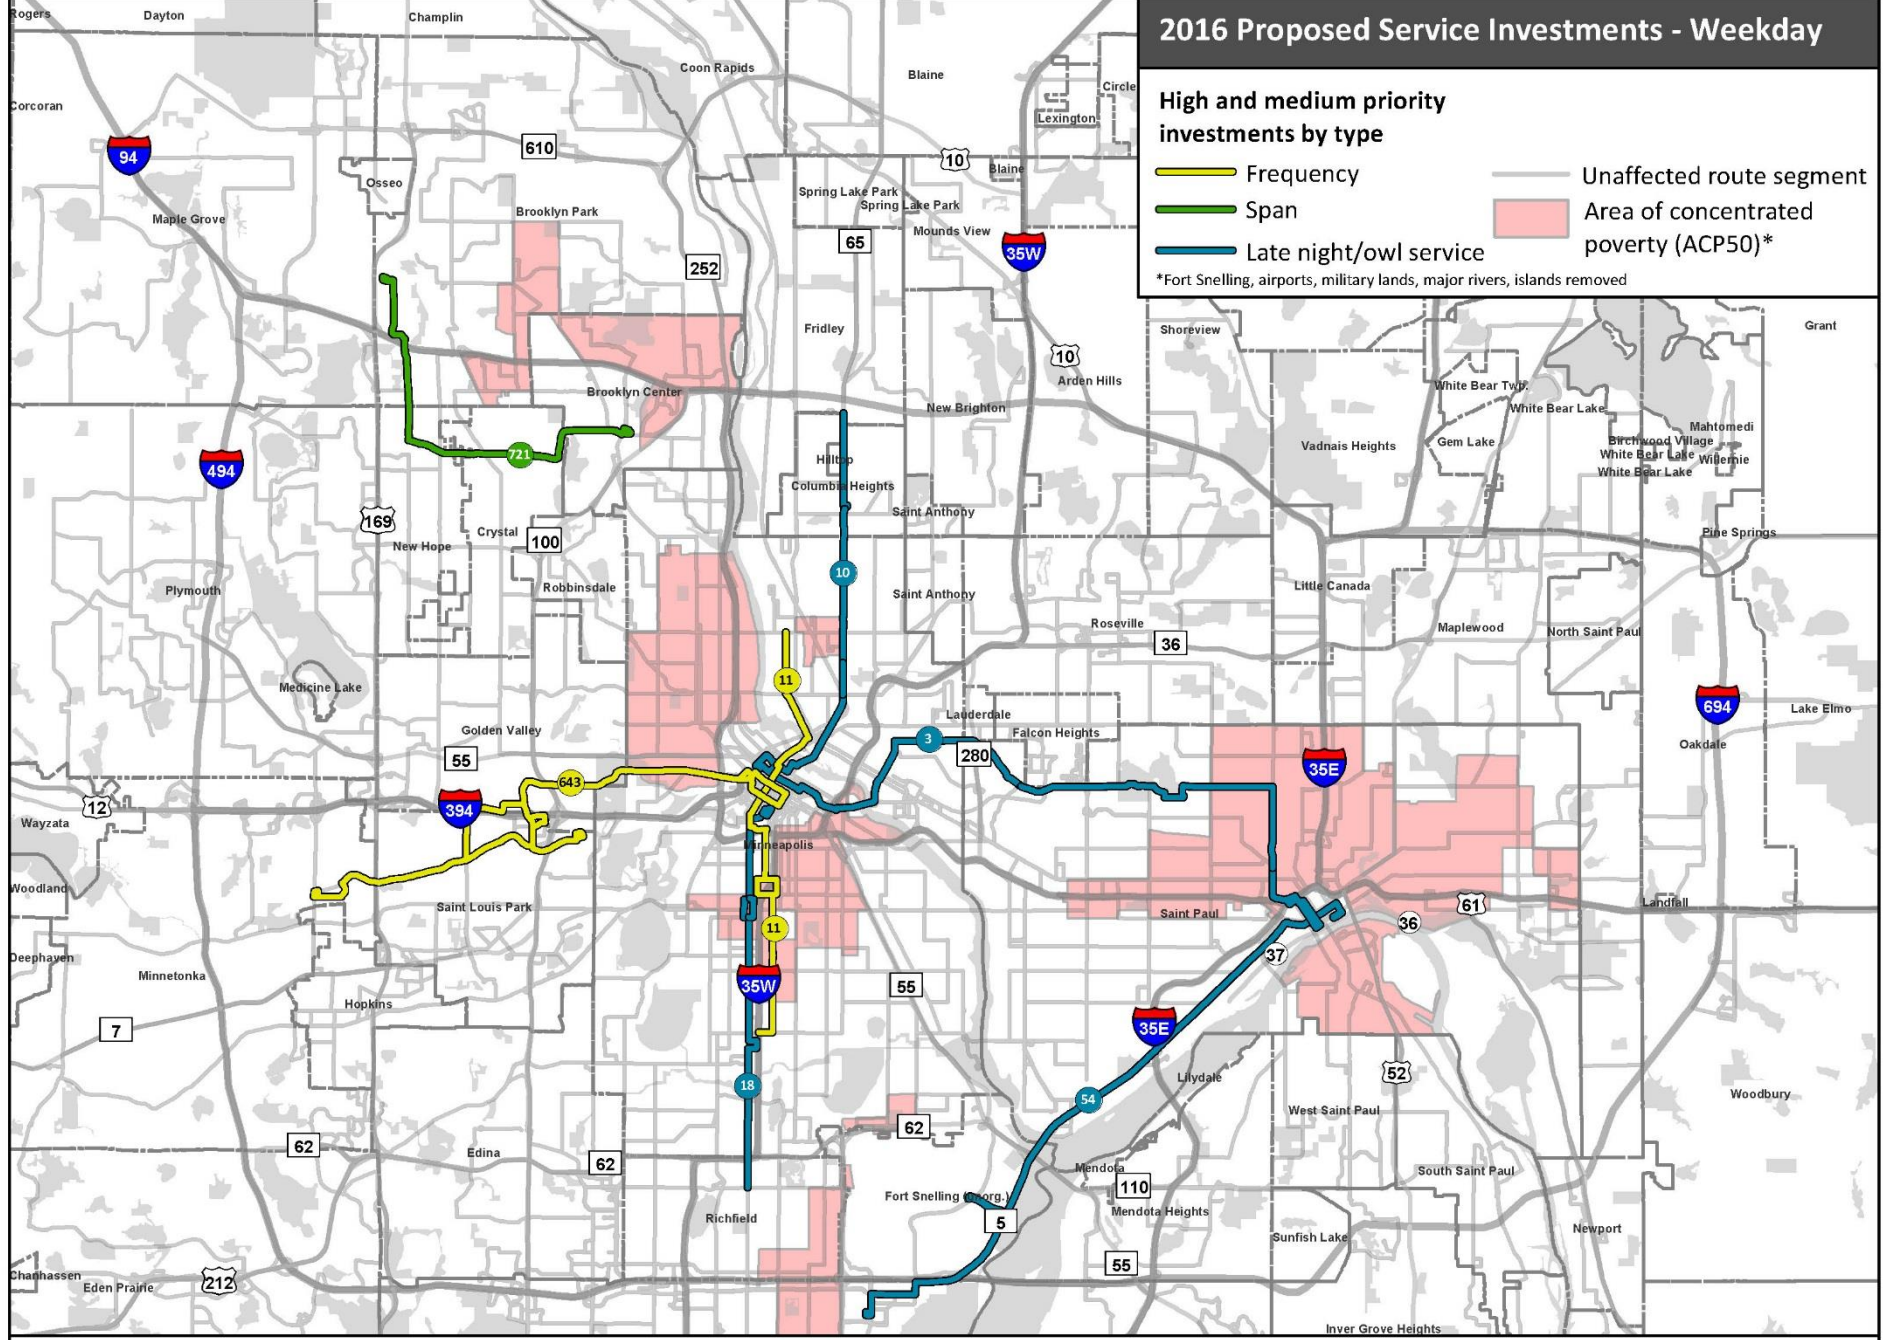 2016 Proposed Service Investments - Weekday
High and medium priority
investments by type
Frequency
Span
Late night/owl service
Unaffected route segment
Area of concentrated
poverty (ACP50)*
*Fort Snelling, airports, military lands, major rivers, islands removed
Rogers
Dayton
Champlin
Coon Rapids
Blaine
Circle
Corcoran
Lexington
94
610
10
Blaine
Osseo
Spring Lake Park
Spring Lake Park
Maple Grove
Brooklyn Park
Mounds View
65
35W
252
Fridley
Shoreview
Grant
10
Arden Hills
Brooklyn Center
White Bear Twp.
New Brighton
White Bear Lake
Mahtomedi
Vadnais Heights
Gem Lake
Birchwood Village
721
White Bear Lake
Willernie
494
Hilltop
White Bear Lake
Columbia Heights
Saint Anthony
169
Crystal
100
Pine Springs
New Hope
10
Plymouth
Robbinsdale
Saint Anthony
Little Canada
Roseville
36
Maplewood
North Saint Paul
Medicine Lake
11
694
Lake Elmo
Golden Valley
Lauderdale
3
Falcon Heights
55
280
Oakdale
643
35E
12
394
Wayzata
Minneapolis
Woodland
Saint Louis Park
Saint Paul
61
Landfall
11
36
37
Deephaven
Minnetonka
35W
55
Hopkins
7
35E
Lilydale
52
18
54
West Saint Paul
Woodbury
62
62
Edina
62
Mendota
South Saint Paul
110
Fort Snelling (unorg.)
Mendota Heights
Richfield
5
Newport
Sunfish Lake
55
Chanhassen
Eden Prairie
212
Inver Grove Heights